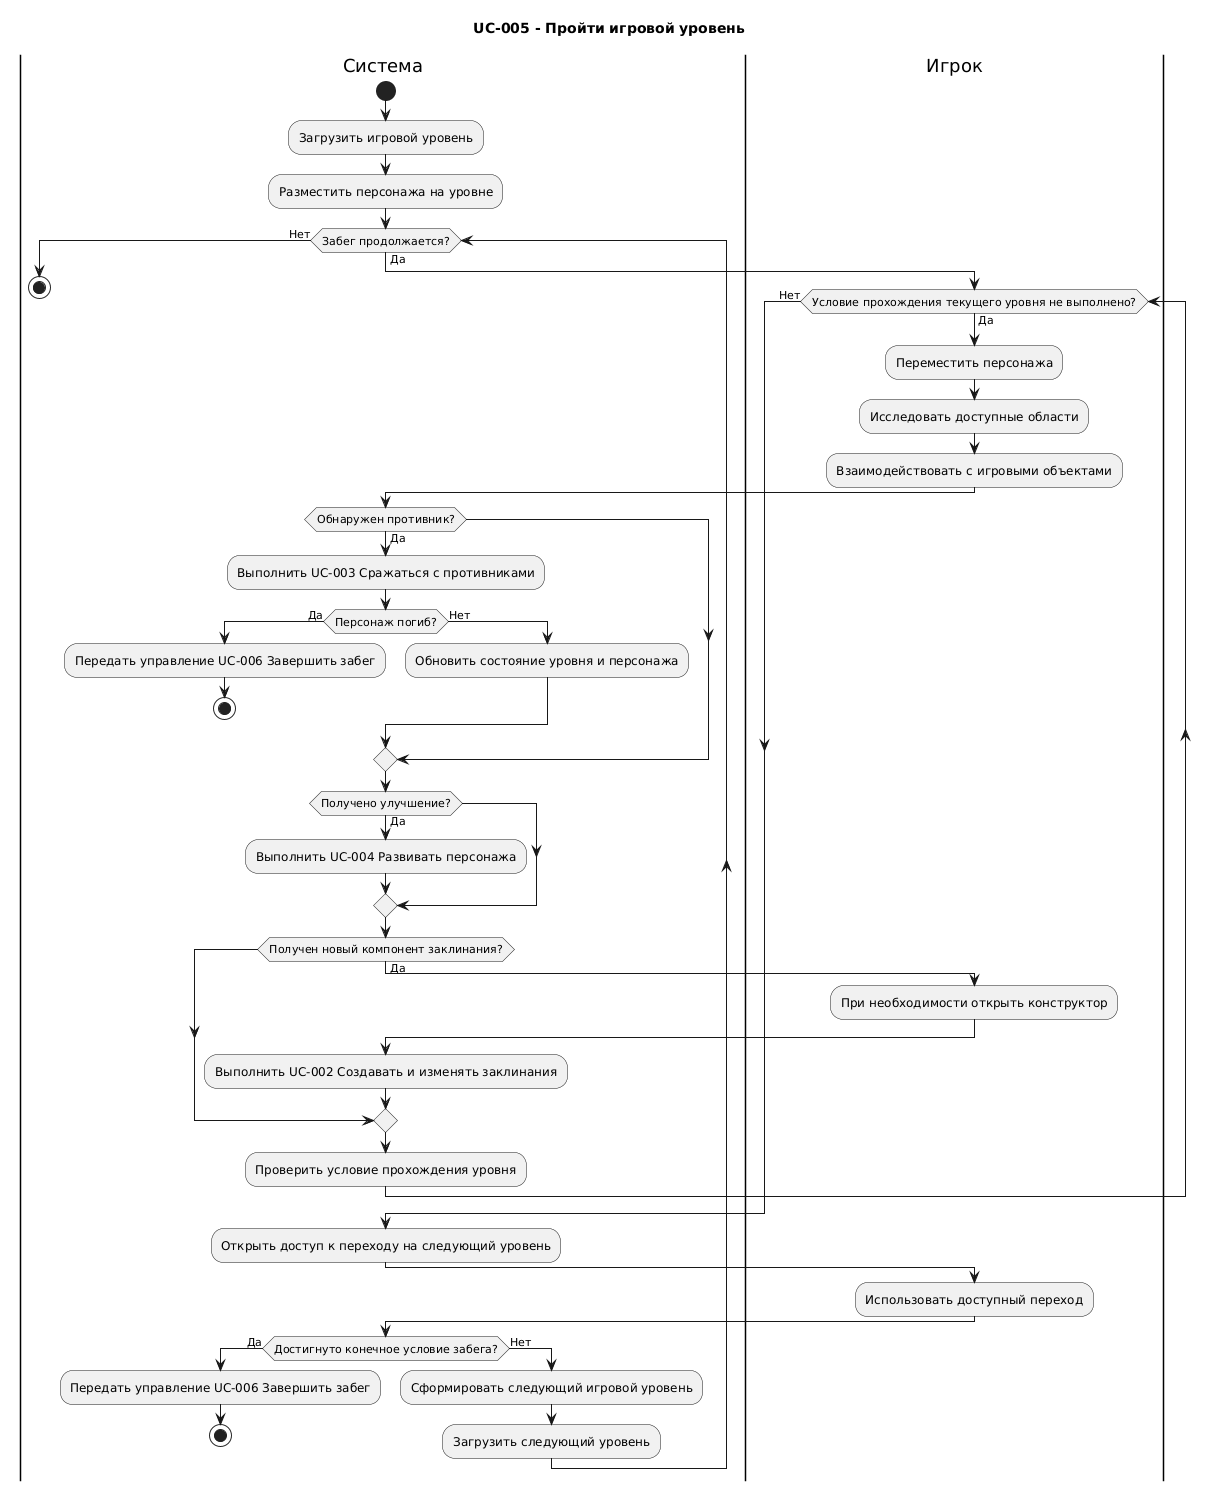 UC-005 - Пройти игровой уровень
Система
Игрок
Загрузить игровой уровень
Разместить персонажа на уровне
Нет
Забег продолжается?
Да
Нет
Условие прохождения текущего уровня не выполнено?
Да
Переместить персонажа
Исследовать доступные области
Взаимодействовать с игровыми объектами
Обнаружен противник?
Да
Выполнить UC-003 Сражаться с противниками
Да
Персонаж погиб?
Нет
Передать управление UC-006 Завершить забег
Обновить состояние уровня и персонажа
Получено улучшение?
Да
Выполнить UC-004 Развивать персонажа
Получен новый компонент заклинания?
Да
При необходимости открыть конструктор
Выполнить UC-002 Создавать и изменять заклинания
Проверить условие прохождения уровня
Открыть доступ к переходу на следующий уровень
Использовать доступный переход
Да
Достигнуто конечное условие забега?
Нет
Передать управление UC-006 Завершить забег
Сформировать следующий игровой уровень
Загрузить следующий уровень